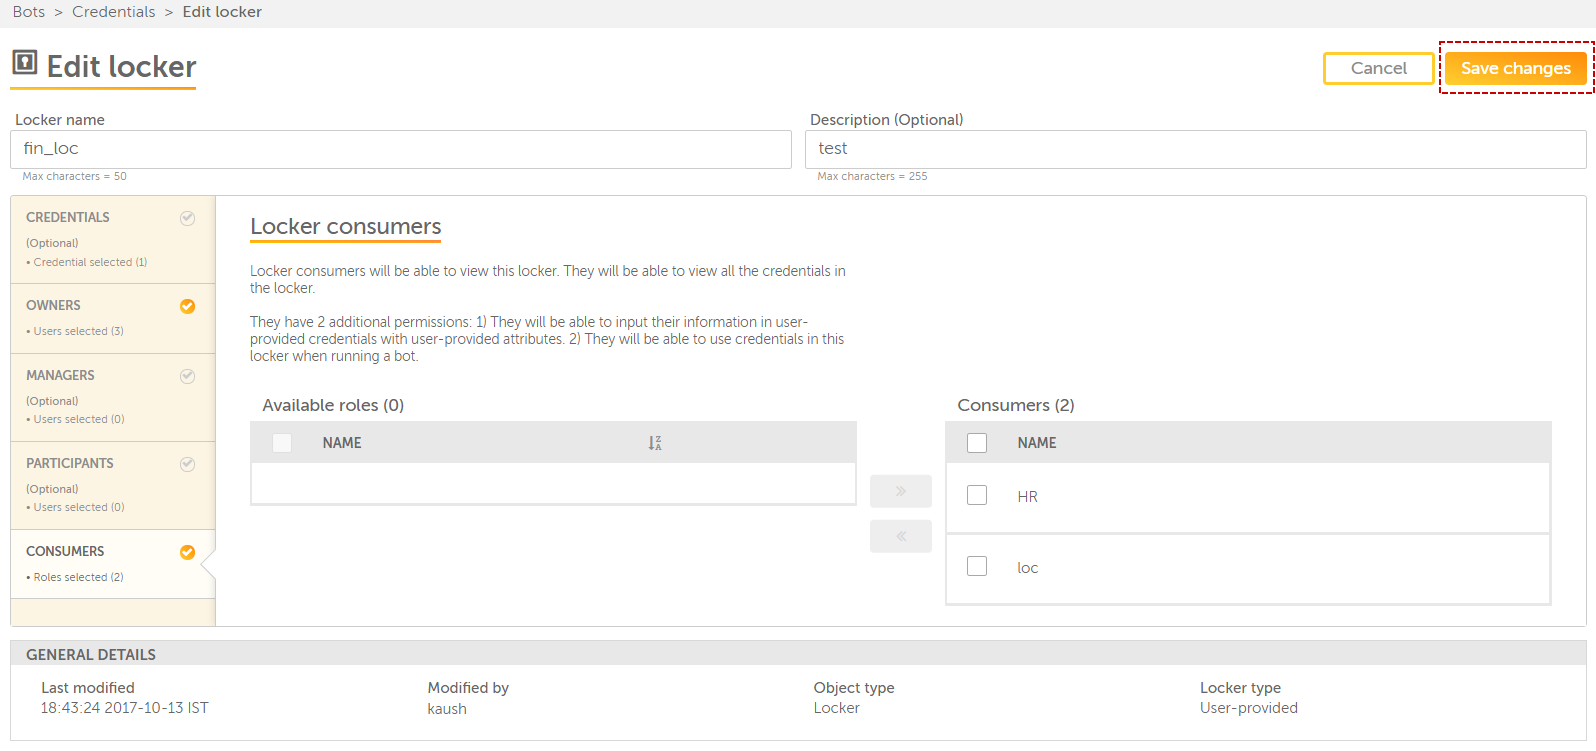 Bots > Credentials > Edit locker
Edit locker
Cancel
Save changes
Locker name
Description (Optional)
fin_loc
test
Max characters = 50
Max characters = 255
CREDENTIALS
(Optional)
• Credential selected (1)
OWNERS
• Users selected (3)
MANAGERS
(Optional)
• Users selected (0)
PARTICIPANTS
(Optional)
• Users selected (0)
CONSUMERS
• Roles selected (2)
Locker consumers
Locker consumers will be able to view this locker. They will be able to view all the credentials in
the locker.
They have 2 additional permissions: 1) They will be able to input their information in user-
provided credentials with user-provided attributes. 2) They will be able to use credentials in this
locker when running a bot.
Available roles (0)
NAME
Consumers (2)
NAME
HR
loc
GENERAL DETAILS
Last modified
18:43:24 2017-10-13 IST
Modified by
kaush
Object type
Locker
Locker type
User-provided